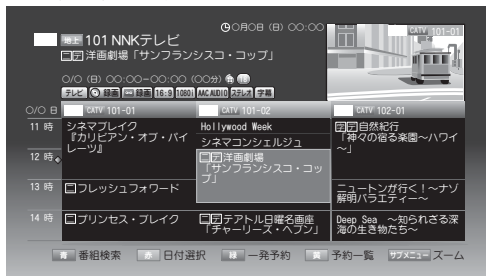 ○月○日 (日) ○○:○○
地上 101 NNKテレビ
二字洋画劇場
「サンフランシスコ・コップ」
○/○ (日) ○○:○○-○○:○○ (○○分)
テレビ 録画 録画 16:9 1080i AAC AUDIO ステレオ 字幕
CATV 101-01
○/○ 日 CATV 101-01 CATV 101-02 CATV 102-01
11 時 シネマブレイク
『カリビアン・オブ・バイレーツ』
Hollywood Week
シネマコンシェルジュ
字二自然紀行
「神々の宿る楽園～ハワイ～」
12 時
二字洋画劇場
「サンフランシスコ・コップ」
13 時 二フレッシュフォワード
ニュートンが行く！～ナゾ解明バラエティー～
14 時 二プリンセス・ブレイク
二字テアトル日曜名画座
「チャーリーズ・ヘブン」
Deep Sea ～知られざる深海の生き物たち～
青 番組検索 赤 日付選択 緑 一発予約 黄 予約一覧 サブメニュー ズーム